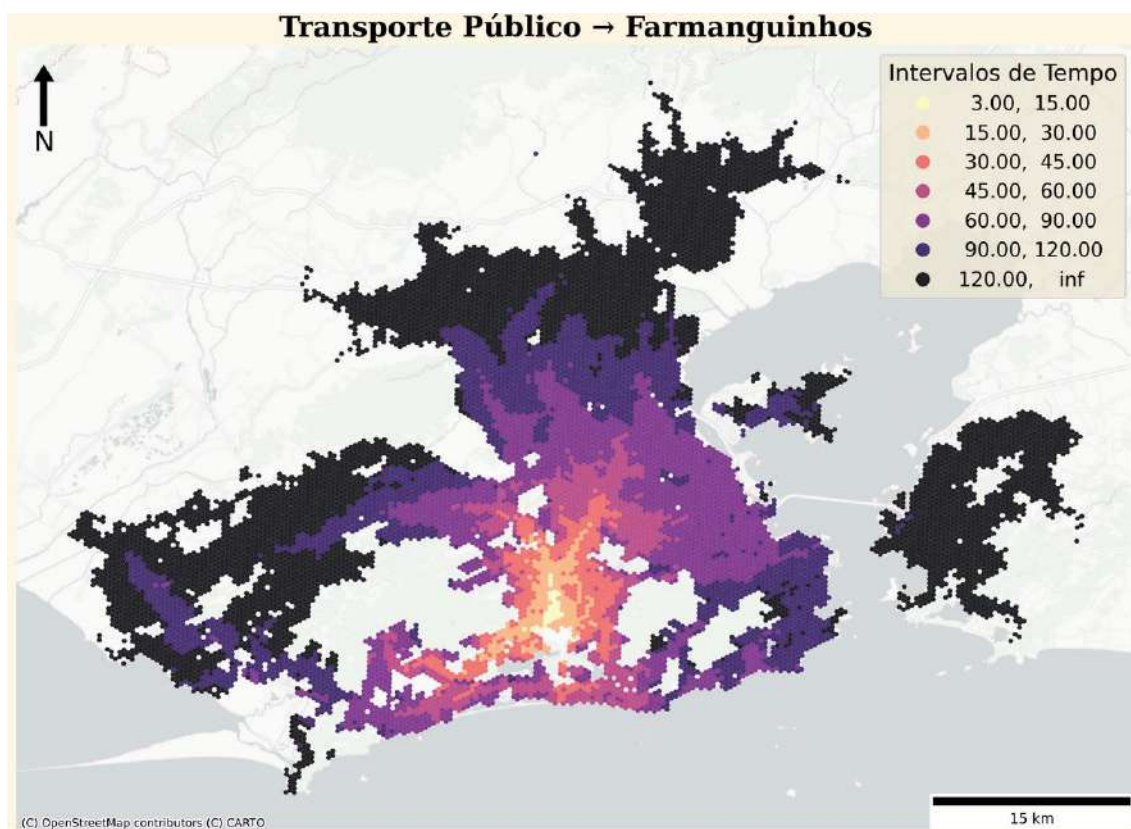 Transporte Público → Farmanguinhos
N
Intervalos de Tempo
3.00, 15.00
15.00, 30.00
30.00, 45.00
45.00, 60.00
60.00, 90.00
90.00, 120.00
120.00, inf
(C) OpenStreetMap contributors (C) CARTO
15 km